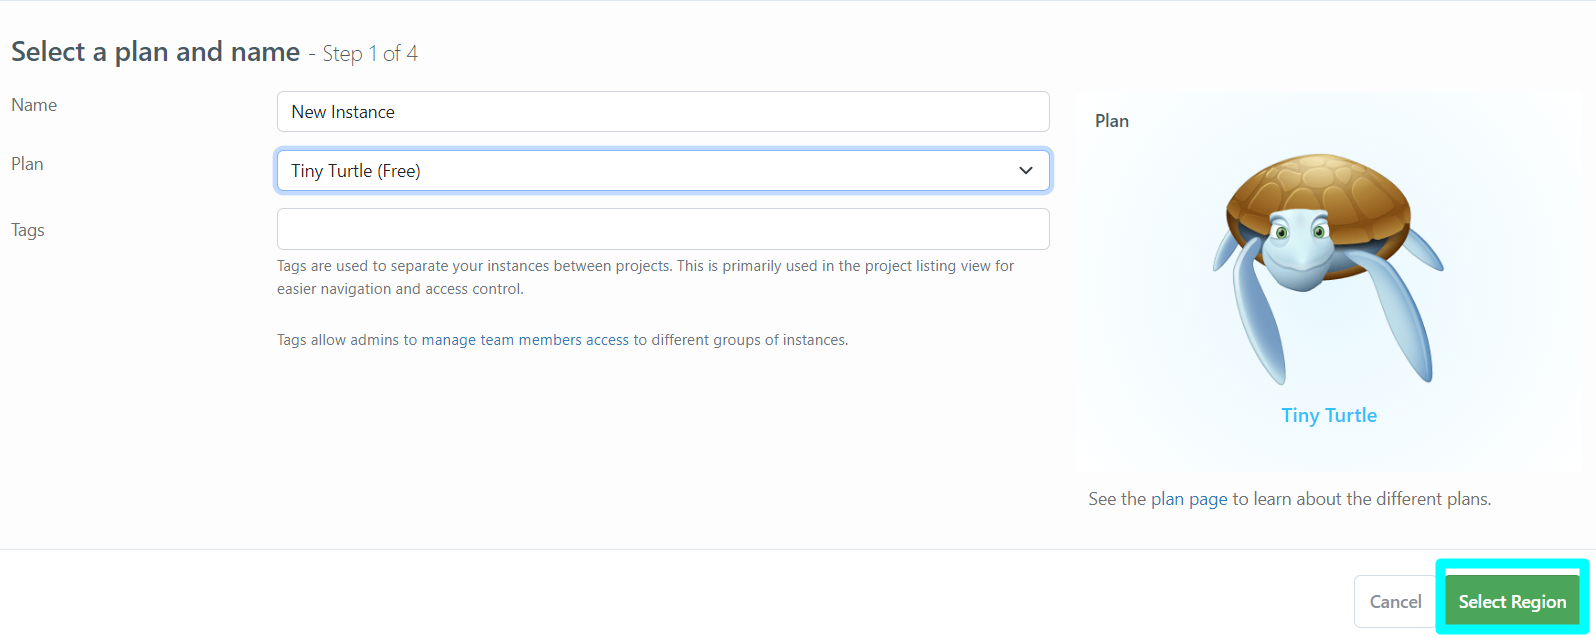 Select a plan and name - Step 1 of 4
Name
New Instance
Plan
Tiny Turtle (Free)
Tags
Tags are used to separate your instances between projects. This is primarily used in the project listing view for
easier navigation and access control.
Tags allow admins to manage team members access to different groups of instances.
Plan
Tiny Turtle
See the plan page to learn about the different plans.
Cancel
Select Region